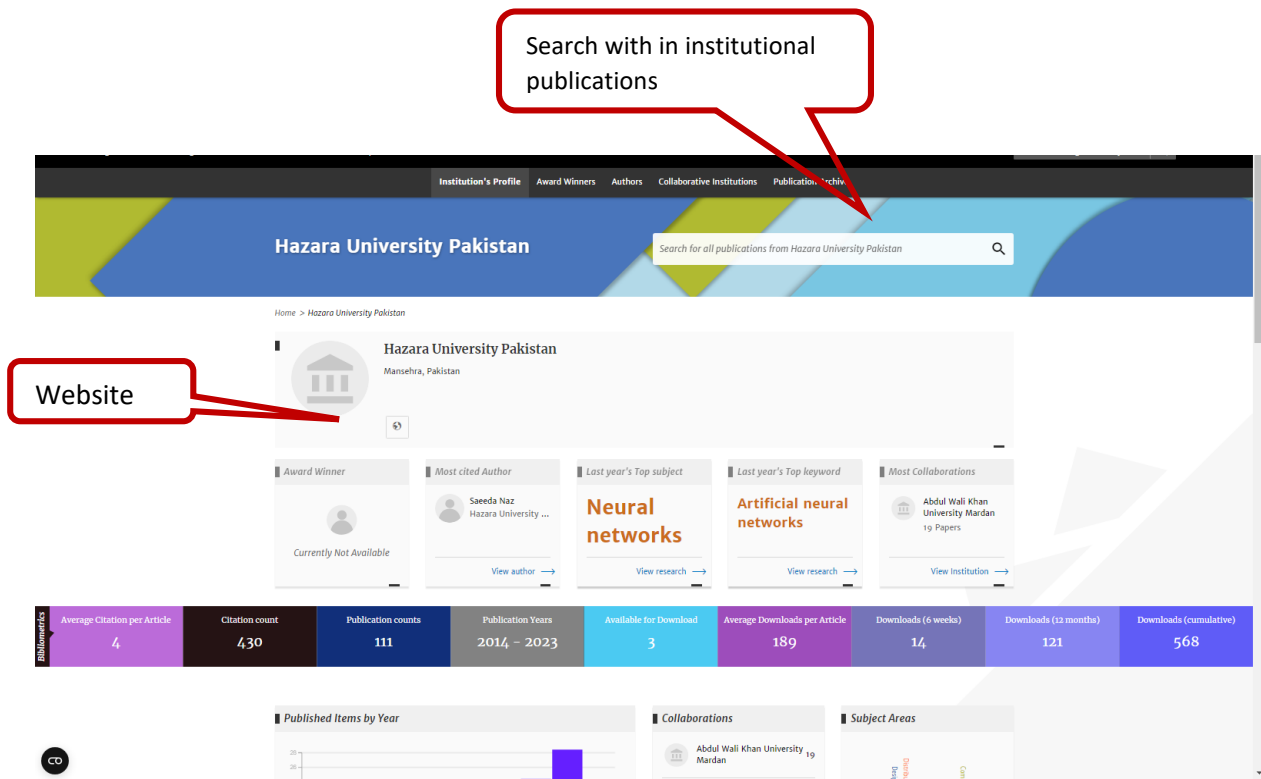 Search with in institutional
publications
Institution's Profile Award Winners Authors Collaborative Institutions Publication Archive
Hazara University Pakistan
Search for all publications from Hazara University Pakistan
Home > Hazara University Pakistan
Hazara University Pakistan
Mansehra, Pakistan
Website
Award Winner
Currently Not Available
Most cited Author
Saeeda Naz
Hazara University ...
View author →
Last year's Top subject
Neural
networks
View research →
Last year's Top keyword
Artificial neural
networks
View research →
Most Collaborations
Abdul Wali Khan
University Mardan
19 Papers
View Institution →
Bibliometrics
Average Citation per Article
4
Citation count
430
Publication counts
111
Publication Years
2014 – 2023
Available for Download
3
Average Downloads per Article
189
Downloads (6 weeks)
14
Downloads (12 months)
121
Downloads (cumulative)
568
Published Items by Year
Collaborations
Abdul Wali Khan University 19
Mardan
Subject Areas